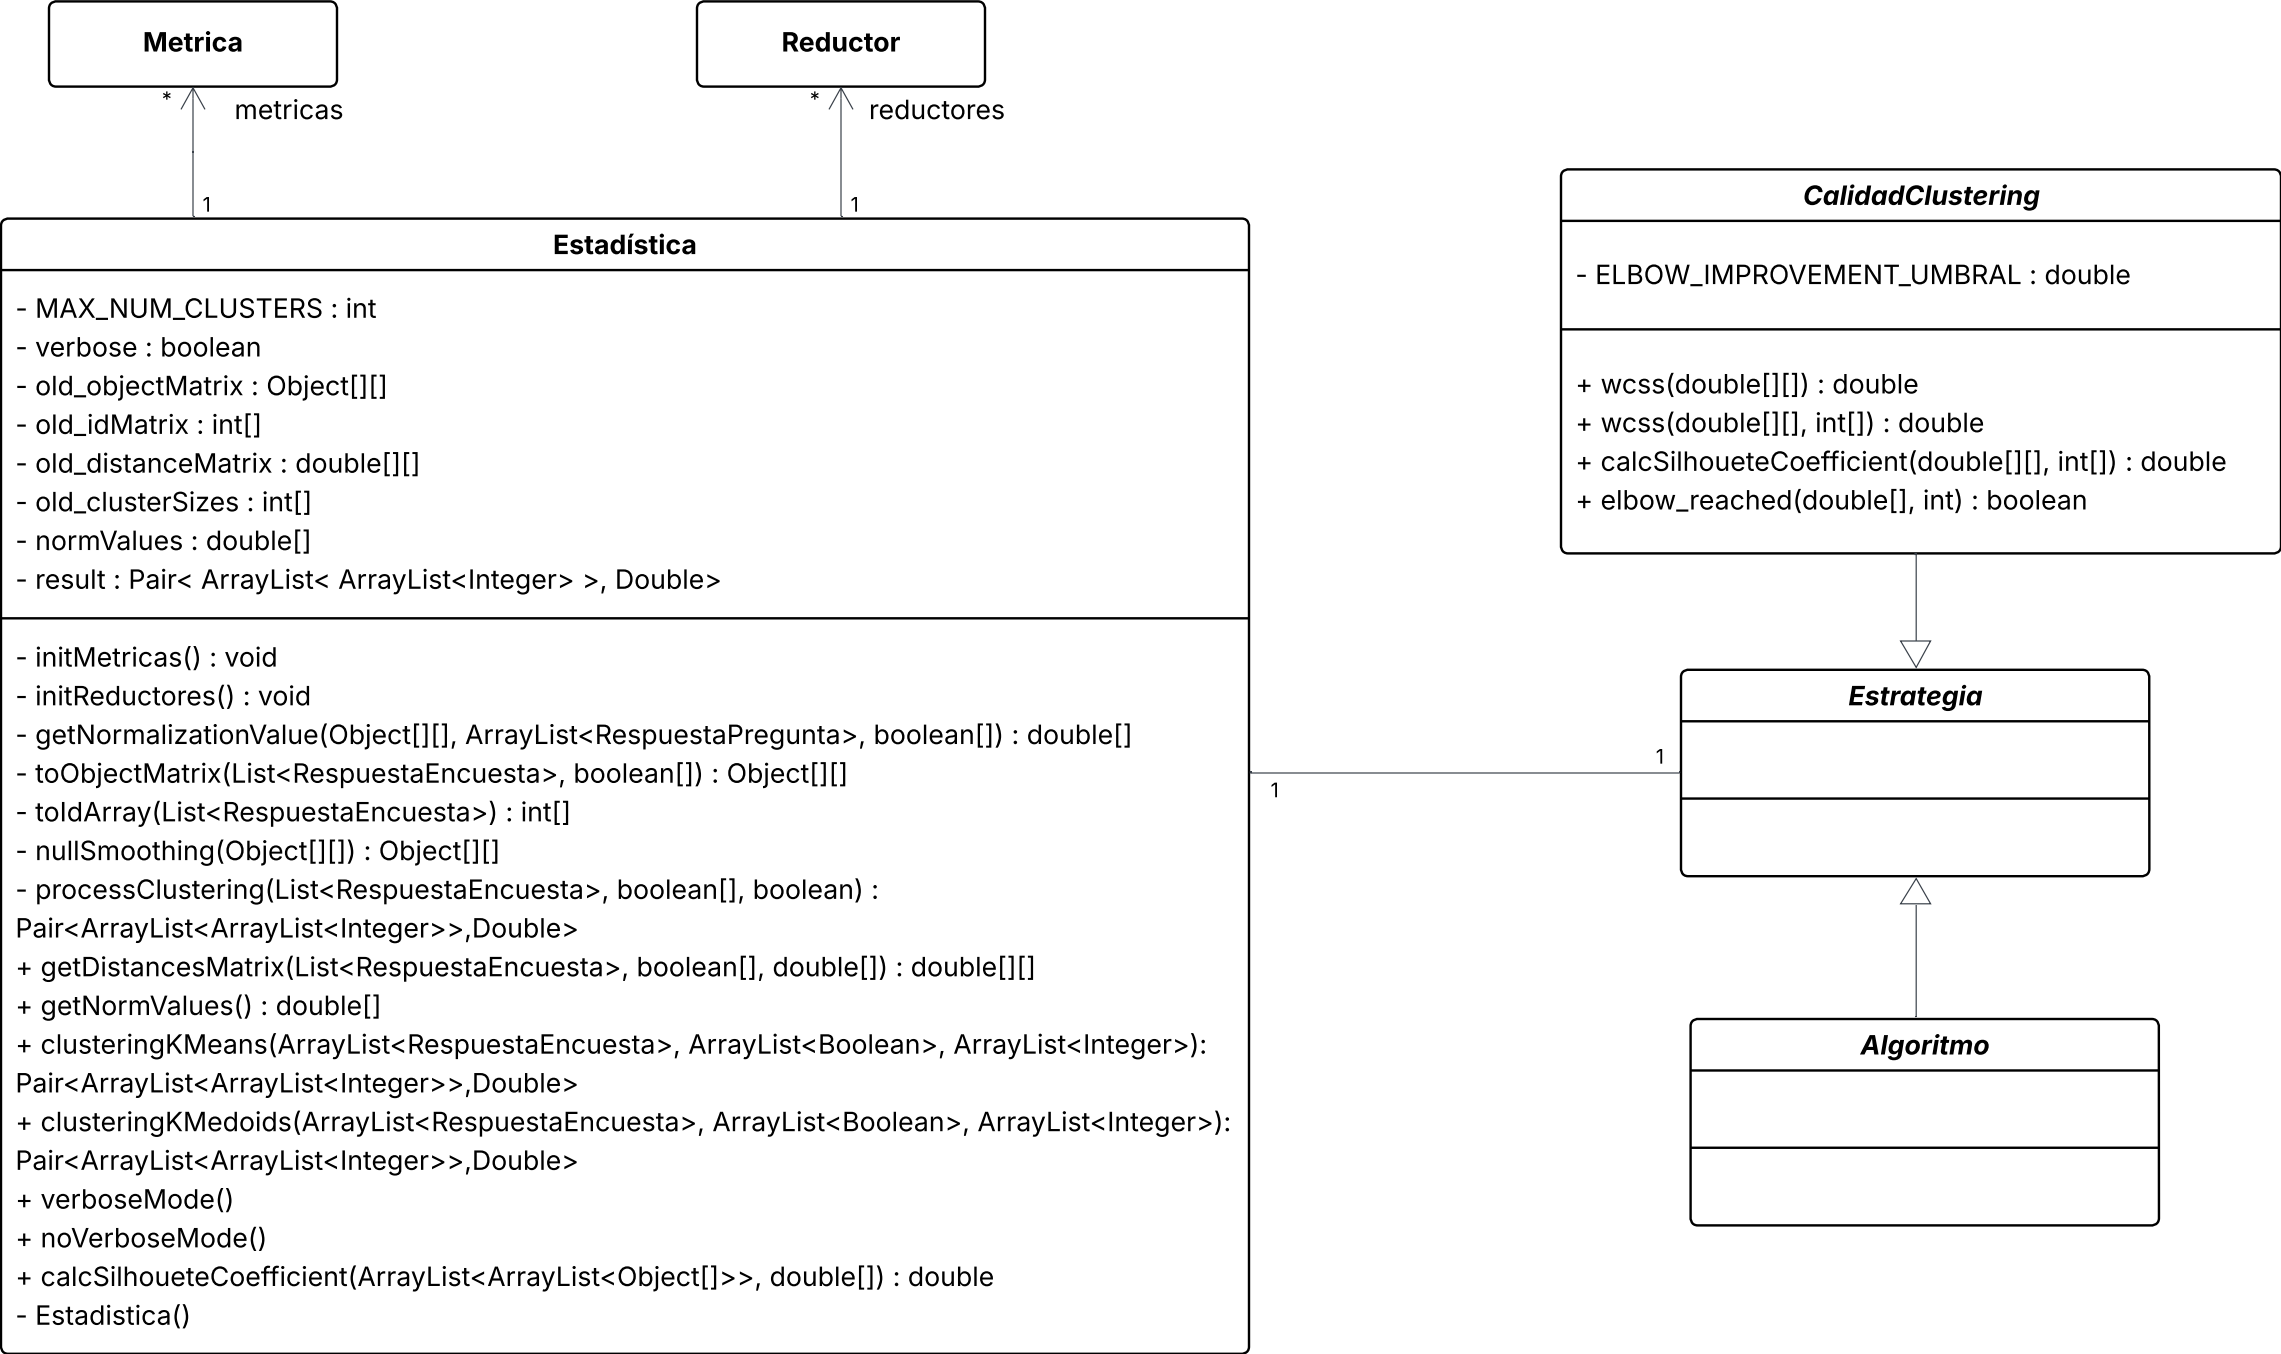 Metrica
Reductor
*
metricas
*
reductores
1
1
Estadística
- MAX_NUM_CLUSTERS : int
- verbose : boolean
- old_objectMatrix : Object[][]
- old_idMatrix : int[]
- old_distanceMatrix : double[][]
- old_clusterSizes : int[]
- normValues : double[]
- result : Pair< ArrayList< ArrayList<Integer> >, Double>
- initMetricas() : void
- initReductores() : void
- getNormalizationValue(Object[][], ArrayList<RespuestaPregunta>, boolean[]) : double[]
- toObjectMatrix(List<RespuestaEncuesta>, boolean[]) : Object[][]
- toIdArray(List<RespuestaEncuesta>) : int[]
- nullSmoothing(Object[][]) : Object[][]
- processClustering(List<RespuestaEncuesta>, boolean[], boolean) :
Pair<ArrayList<ArrayList<Integer>>,Double>
+ getDistancesMatrix(List<RespuestaEncuesta>, boolean[], double[]) : double[][]
+ getNormValues() : double[]
+ clusteringKMeans(ArrayList<RespuestaEncuesta>, ArrayList<Boolean>, ArrayList<Integer>):
Pair<ArrayList<ArrayList<Integer>>,Double>
+ clusteringKMedoids(ArrayList<RespuestaEncuesta>, ArrayList<Boolean>, ArrayList<Integer>):
Pair<ArrayList<ArrayList<Integer>>,Double>
+ verboseMode()
+ noVerboseMode()
+ calcSilhoueteCoefficient(ArrayList<ArrayList<Object[]>>, double[]) : double
- Estadistica()
1
1
CalidadClustering
- ELBOW_IMPROVEMENT_UMBRAL : double
+ wcss(double[][]) : double
+ wcss(double[][], int[]) : double
+ calcSilhoueteCoefficient(double[][], int[]) : double
+ elbow_reached(double[], int) : boolean
Estrategia
Algoritmo